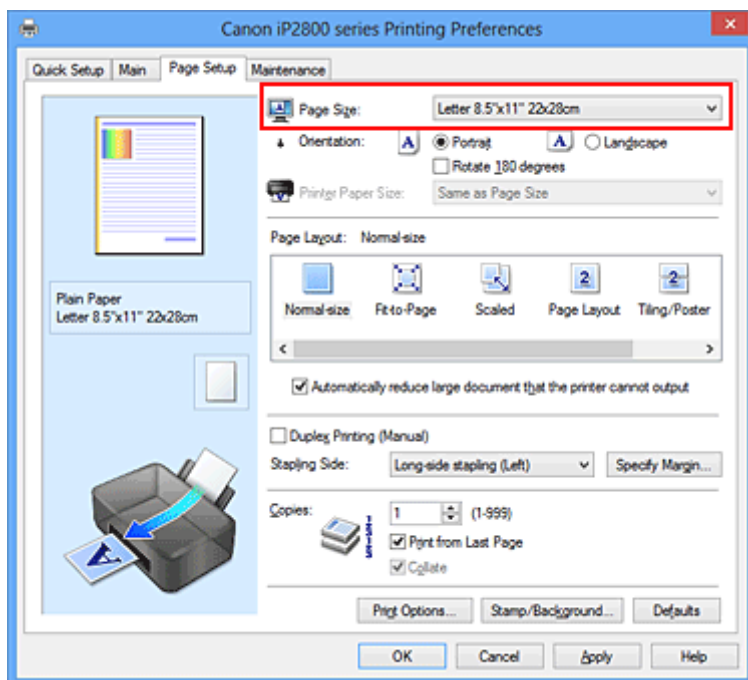 Canon iP2800 series Printing Preferences
Quick Setup Main Page Setup Maintenance
Page Size: Letter 8.5"x11" 22x28cm
Orientation: A Portrait A Landscape
Rotate 180 degrees
Printer Paper Size: Same as Page Size
Page Layout: Normal-size
2 2
Normal-size Fit-to-Page Scaled Page Layout Tiling/Poster
Plain Paper
Letter 8.5"x11" 22x28cm
Automatically reduce large document that the printer cannot output
Duplex Printing (Manual)
Stapling Side: Long-side stapling (Left) Specify Margin...
Copies: 1 (1-999)
Print from Last Page
Collate
A
Print Options... Stamp/Background... Defaults
OK Cancel Apply Help